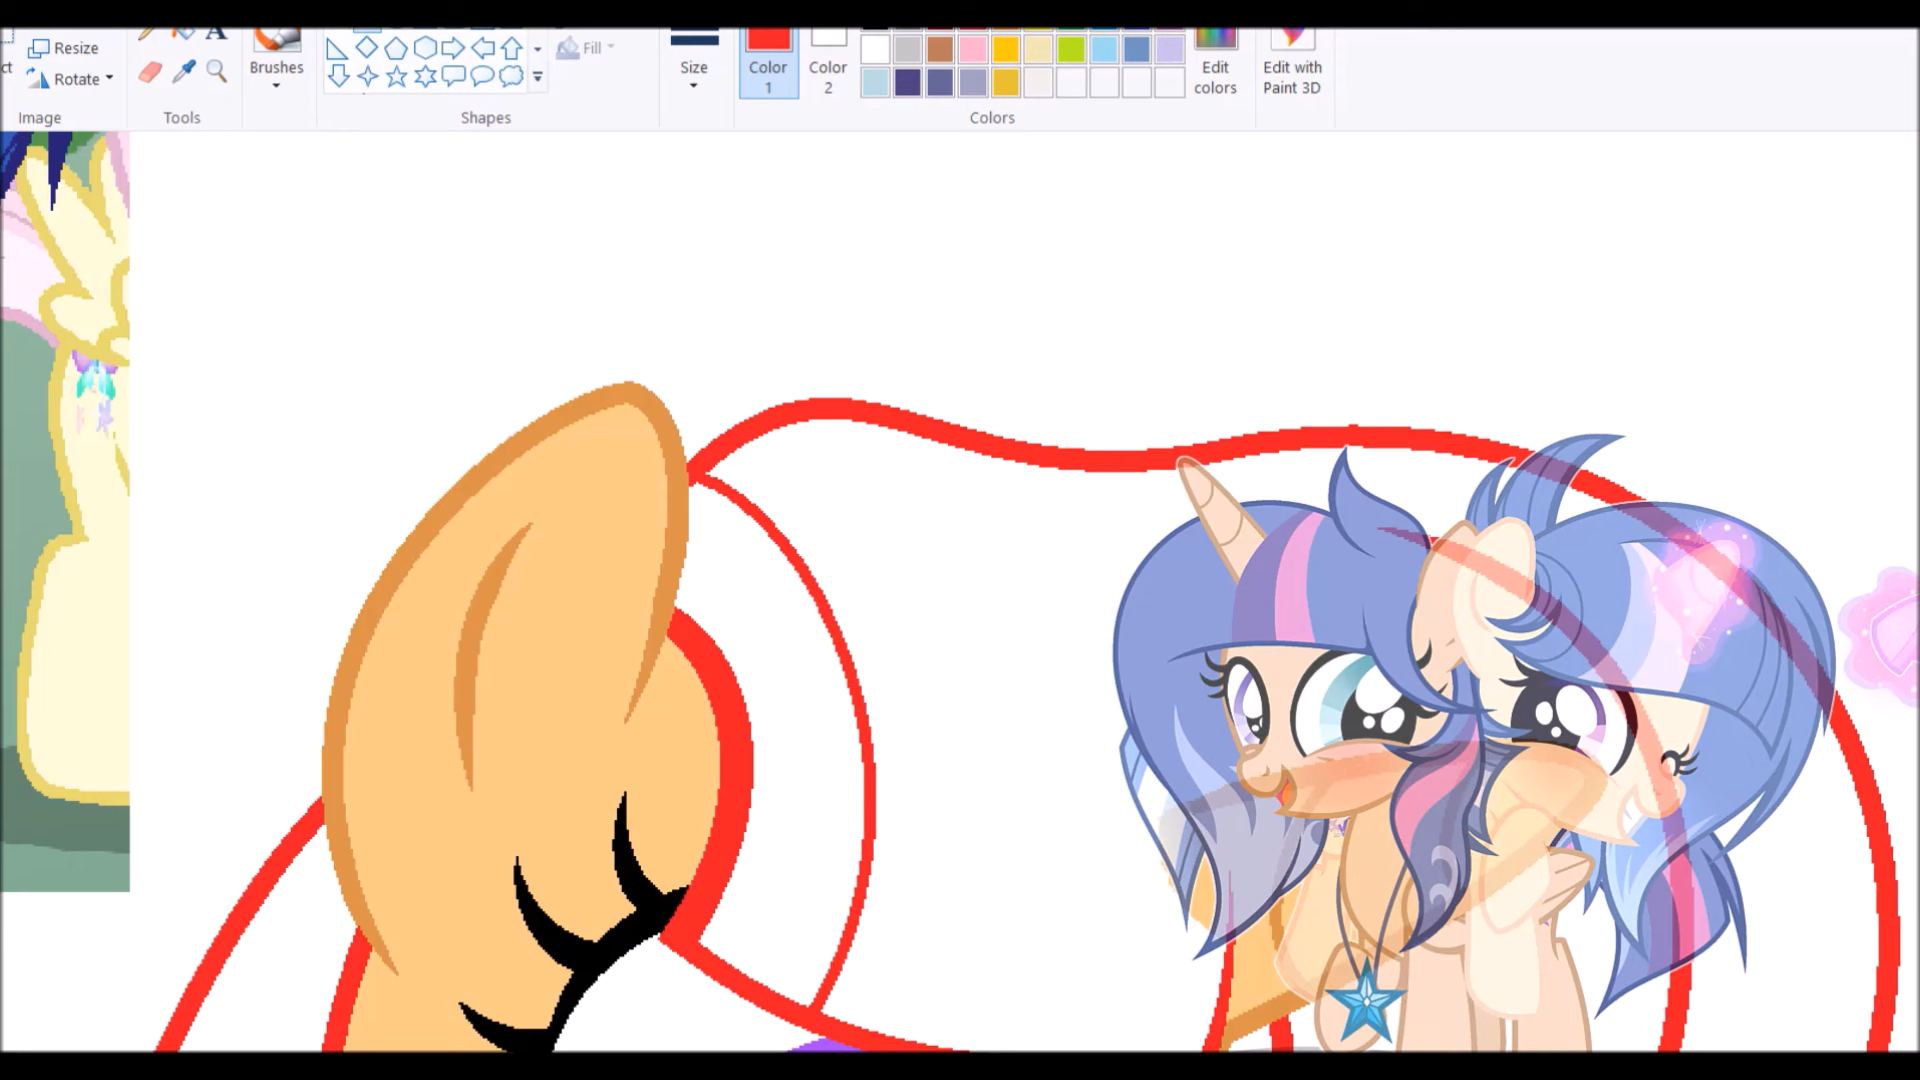 Resize
Rotate
Image
A
Tools
Brushes
Shapes
Fill
Size
Color
1
Color
2
Edit
colors
Edit with
Paint 3D
Colors